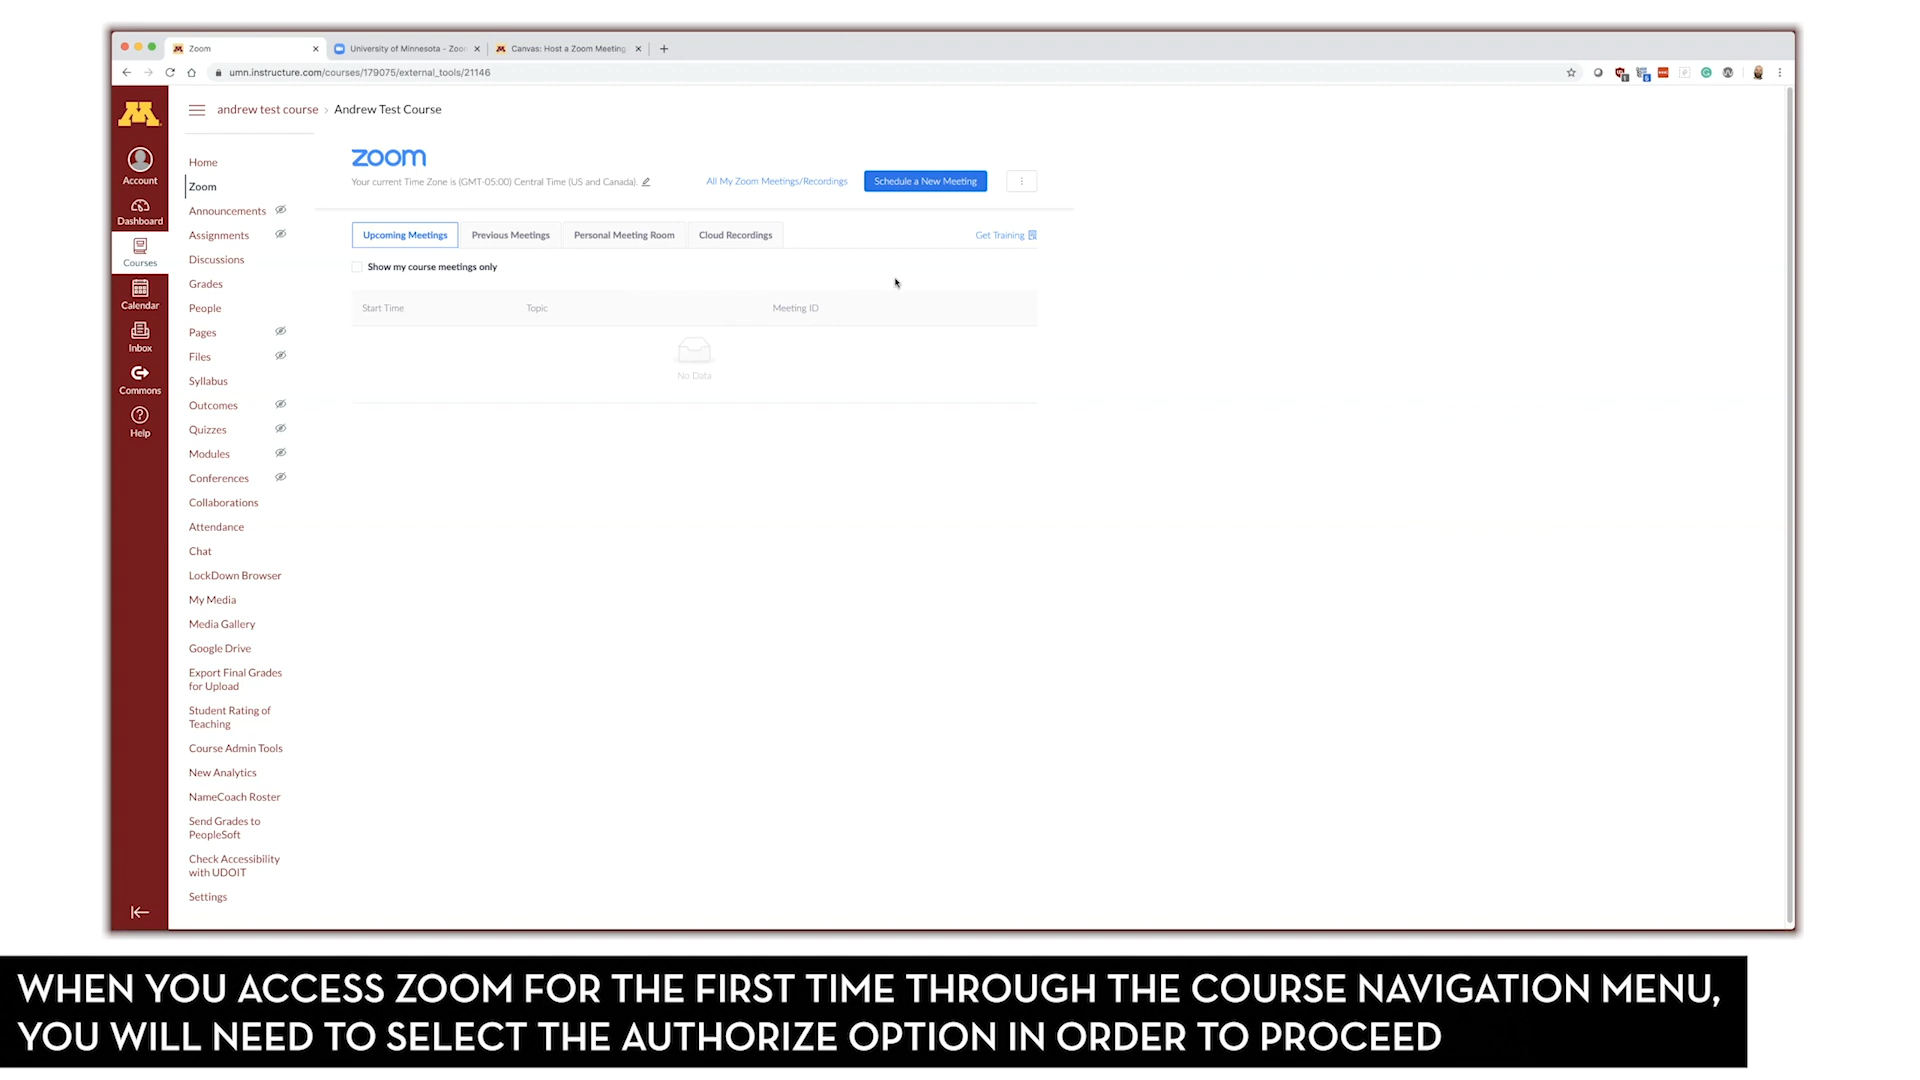 Zoom
University of Minnesota - Zoo
Canvas: Host a Zoom Meeting
umn.instructure.com/courses/179075/external_tools/21146
andrew test course › Andrew Test Course
Account
Dashboard
Courses
Calendar
Inbox
Commons
Help
Home
Zoom
Announcements
Assignments
Discussions
Grades
People
Pages
Files
Syllabus
Outcomes
Quizzes
Modules
Conferences
Collaborations
Attendance
Chat
LockDown Browser
My Media
Media Gallery
Google Drive
Export Final Grades
for Upload
Student Rating of
Teaching
Course Admin Tools
New Analytics
NameCoach Roster
Send Grades to
PeopleSoft
Check Accessibility
with UDOIT
Settings
zoom
Your current Time Zone is (GMT-05:00) Central Time (US and Canada).
All My Zoom Meetings/Recordings
Schedule a New Meeting
Upcoming Meetings
Previous Meetings
Personal Meeting Room
Cloud Recordings
Get Training
Show my course meetings only
Start Time
Topic
Meeting ID
No Data
WHEN YOU ACCESS ZOOM FOR THE FIRST TIME THROUGH THE COURSE NAVIGATION MENU,
YOU WILL NEED TO SELECT THE AUTHORIZE OPTION IN ORDER TO PROCEED